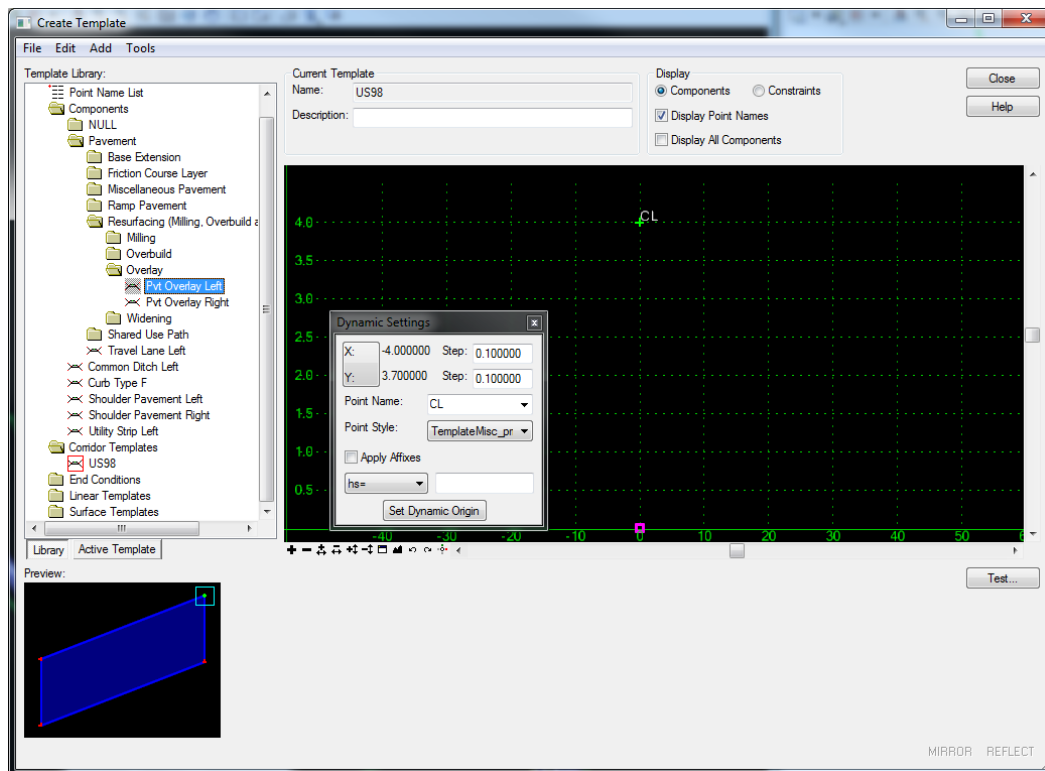 Create Template
File Edit Add Tools
Template Library:
Point Name List
Components
NULL
Pavement
Base Extension
Friction Course Layer
Miscellaneous Pavement
Ramp Pavement
Resurfacing (Milling, Overbuild a
Milling
Overbuild
Overlay
Pvt Overlay Left
Pvt Overlay Right
Widening
Shared Use Path
Travel Lane Left
Common Ditch Left
Curb Type F
Shoulder Pavement Left
Shoulder Pavement Right
Utility Strip Left
Corridor Templates
US98
End Conditions
Linear Templates
Surface Templates
Library Active Template
Current Template
Name: US98
Description:
Display
Components Constraints
Display Point Names
Display All Components
Close
Help
CL
4.0
3.5
3.0
2.5
2.0
1.5
1.0
0.5
-40 -30 -20 -10 0 10 20 30 40 50 6
Dynamic Settings
X: -4.000000 Step: 0.100000
Y: 3.700000 Step: 0.100000
Point Name: CL
Point Style: TemplateMisc_pr
Apply Affixes
hs=
Set Dynamic Origin
Preview:
Test...
MIRROR REFLECT